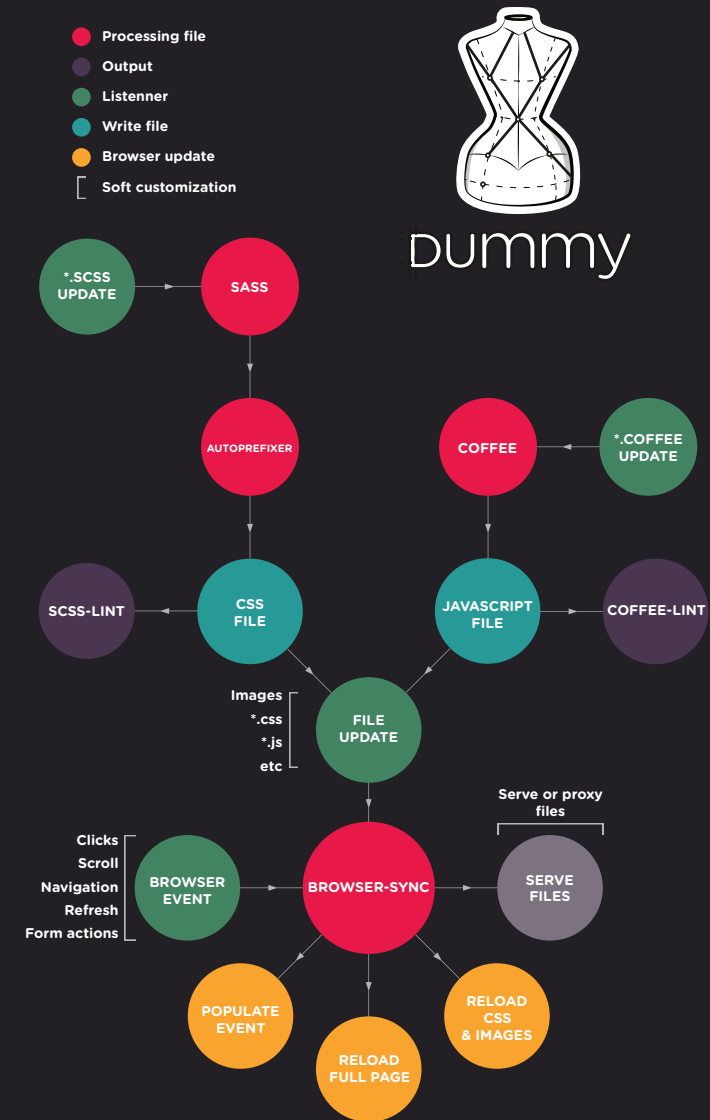 Processing file
Output
Listenner
Write file
Browser update
Soft customization
Dummy
*.SCSS
UPDATE
SASS
AUTOPREFIXER
COFFEE
*.COFFEE
UPDATE
SCSS-LINT
CSS
FILE
JAVASCRIPT
FILE
COFFEE-LINT
Images
*.css
*.js
etc
FILE
UPDATE
Serve or proxy
files
Clicks
Scroll
Navigation
Refresh
Form actions
BROWSER
EVENT
BROWSER-SYNC
SERVE
FILES
POPULATE
EVENT
RELOAD
FULL PAGE
RELOAD
CSS
& IMAGES